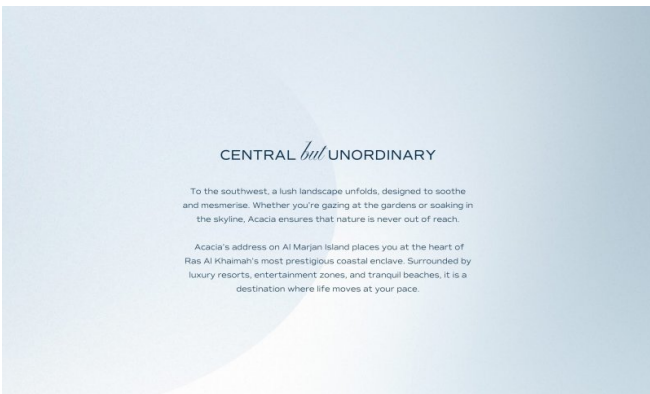 CENTRAL but UNORDINARY
To the southwest, a lush landscape unfolds, designed to soothe
and mesmerise. Whether you're gazing at the gardens or soaking in
the skyline, Acacia ensures that nature is never out of reach.
Acacia's address on Al Marjan Island places you at the heart of
Ras Al Khaimah's most prestigious coastal enclave. Surrounded by
luxury resorts, entertainment zones, and tranquil beaches, it is a
destination where life moves at your pace.